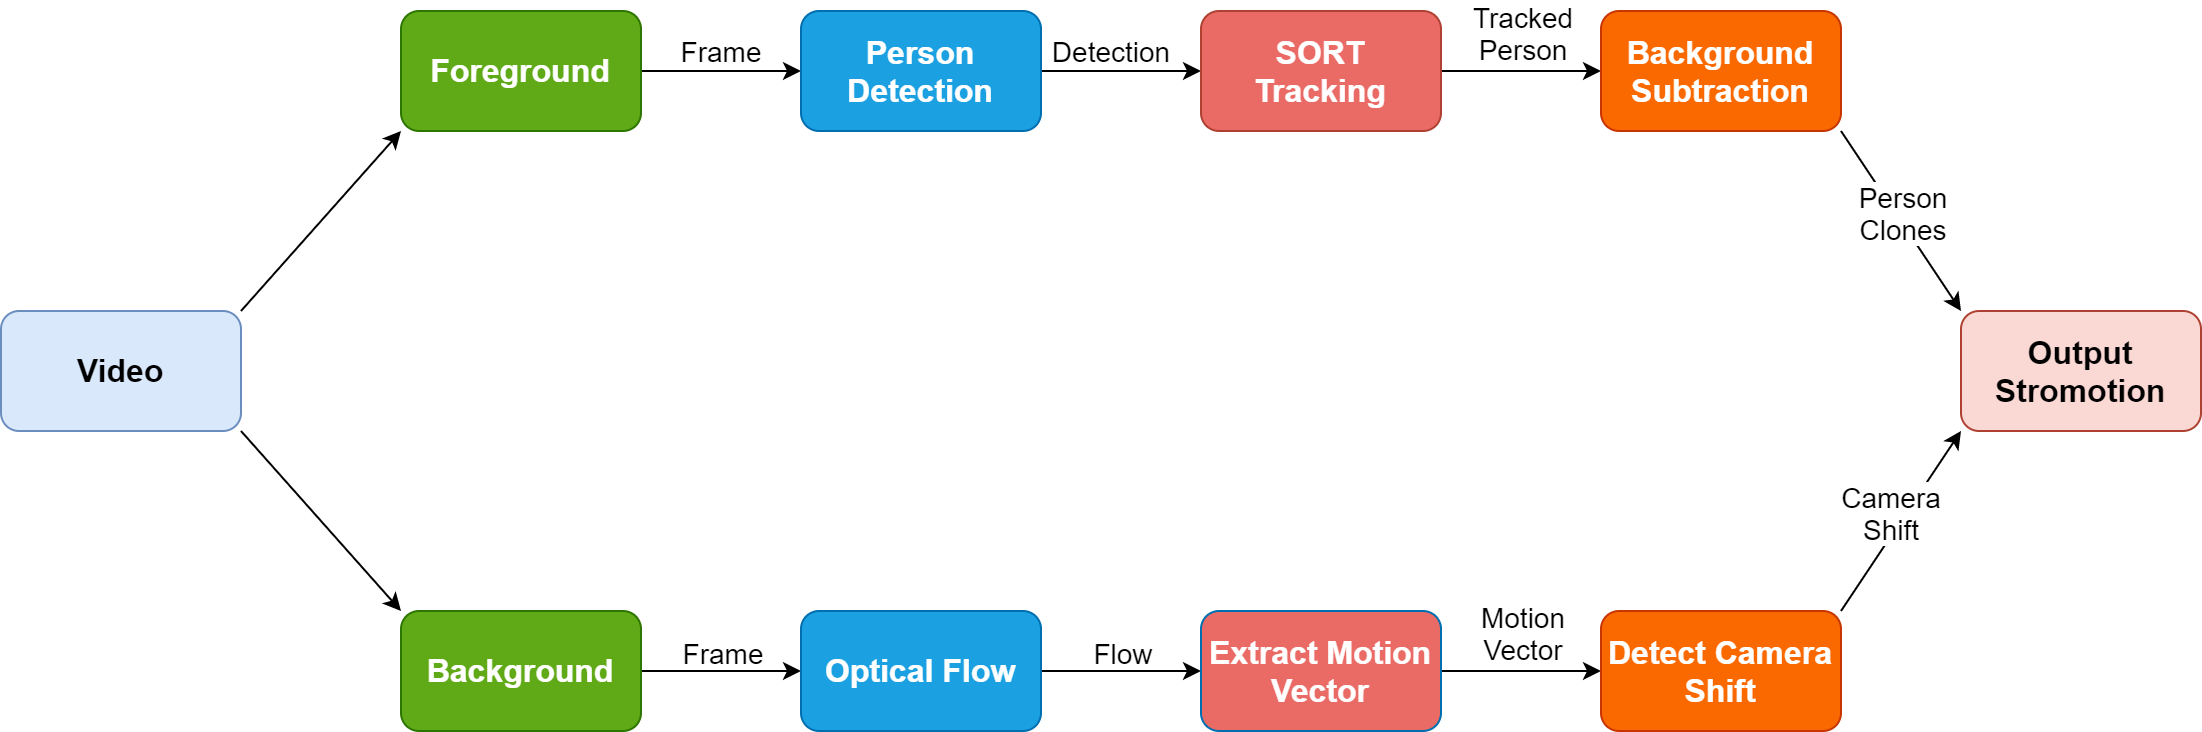 Foreground
Frame
Person
Detection
Detection
SORT
Tracking
Tracked
Person
Background
Subtraction
Person
Clones
Video
Output
Stromotion
Camera
Shift
Background
Frame
Optical Flow
Flow
Extract Motion
Vector
Motion
Vector
Detect Camera
Shift